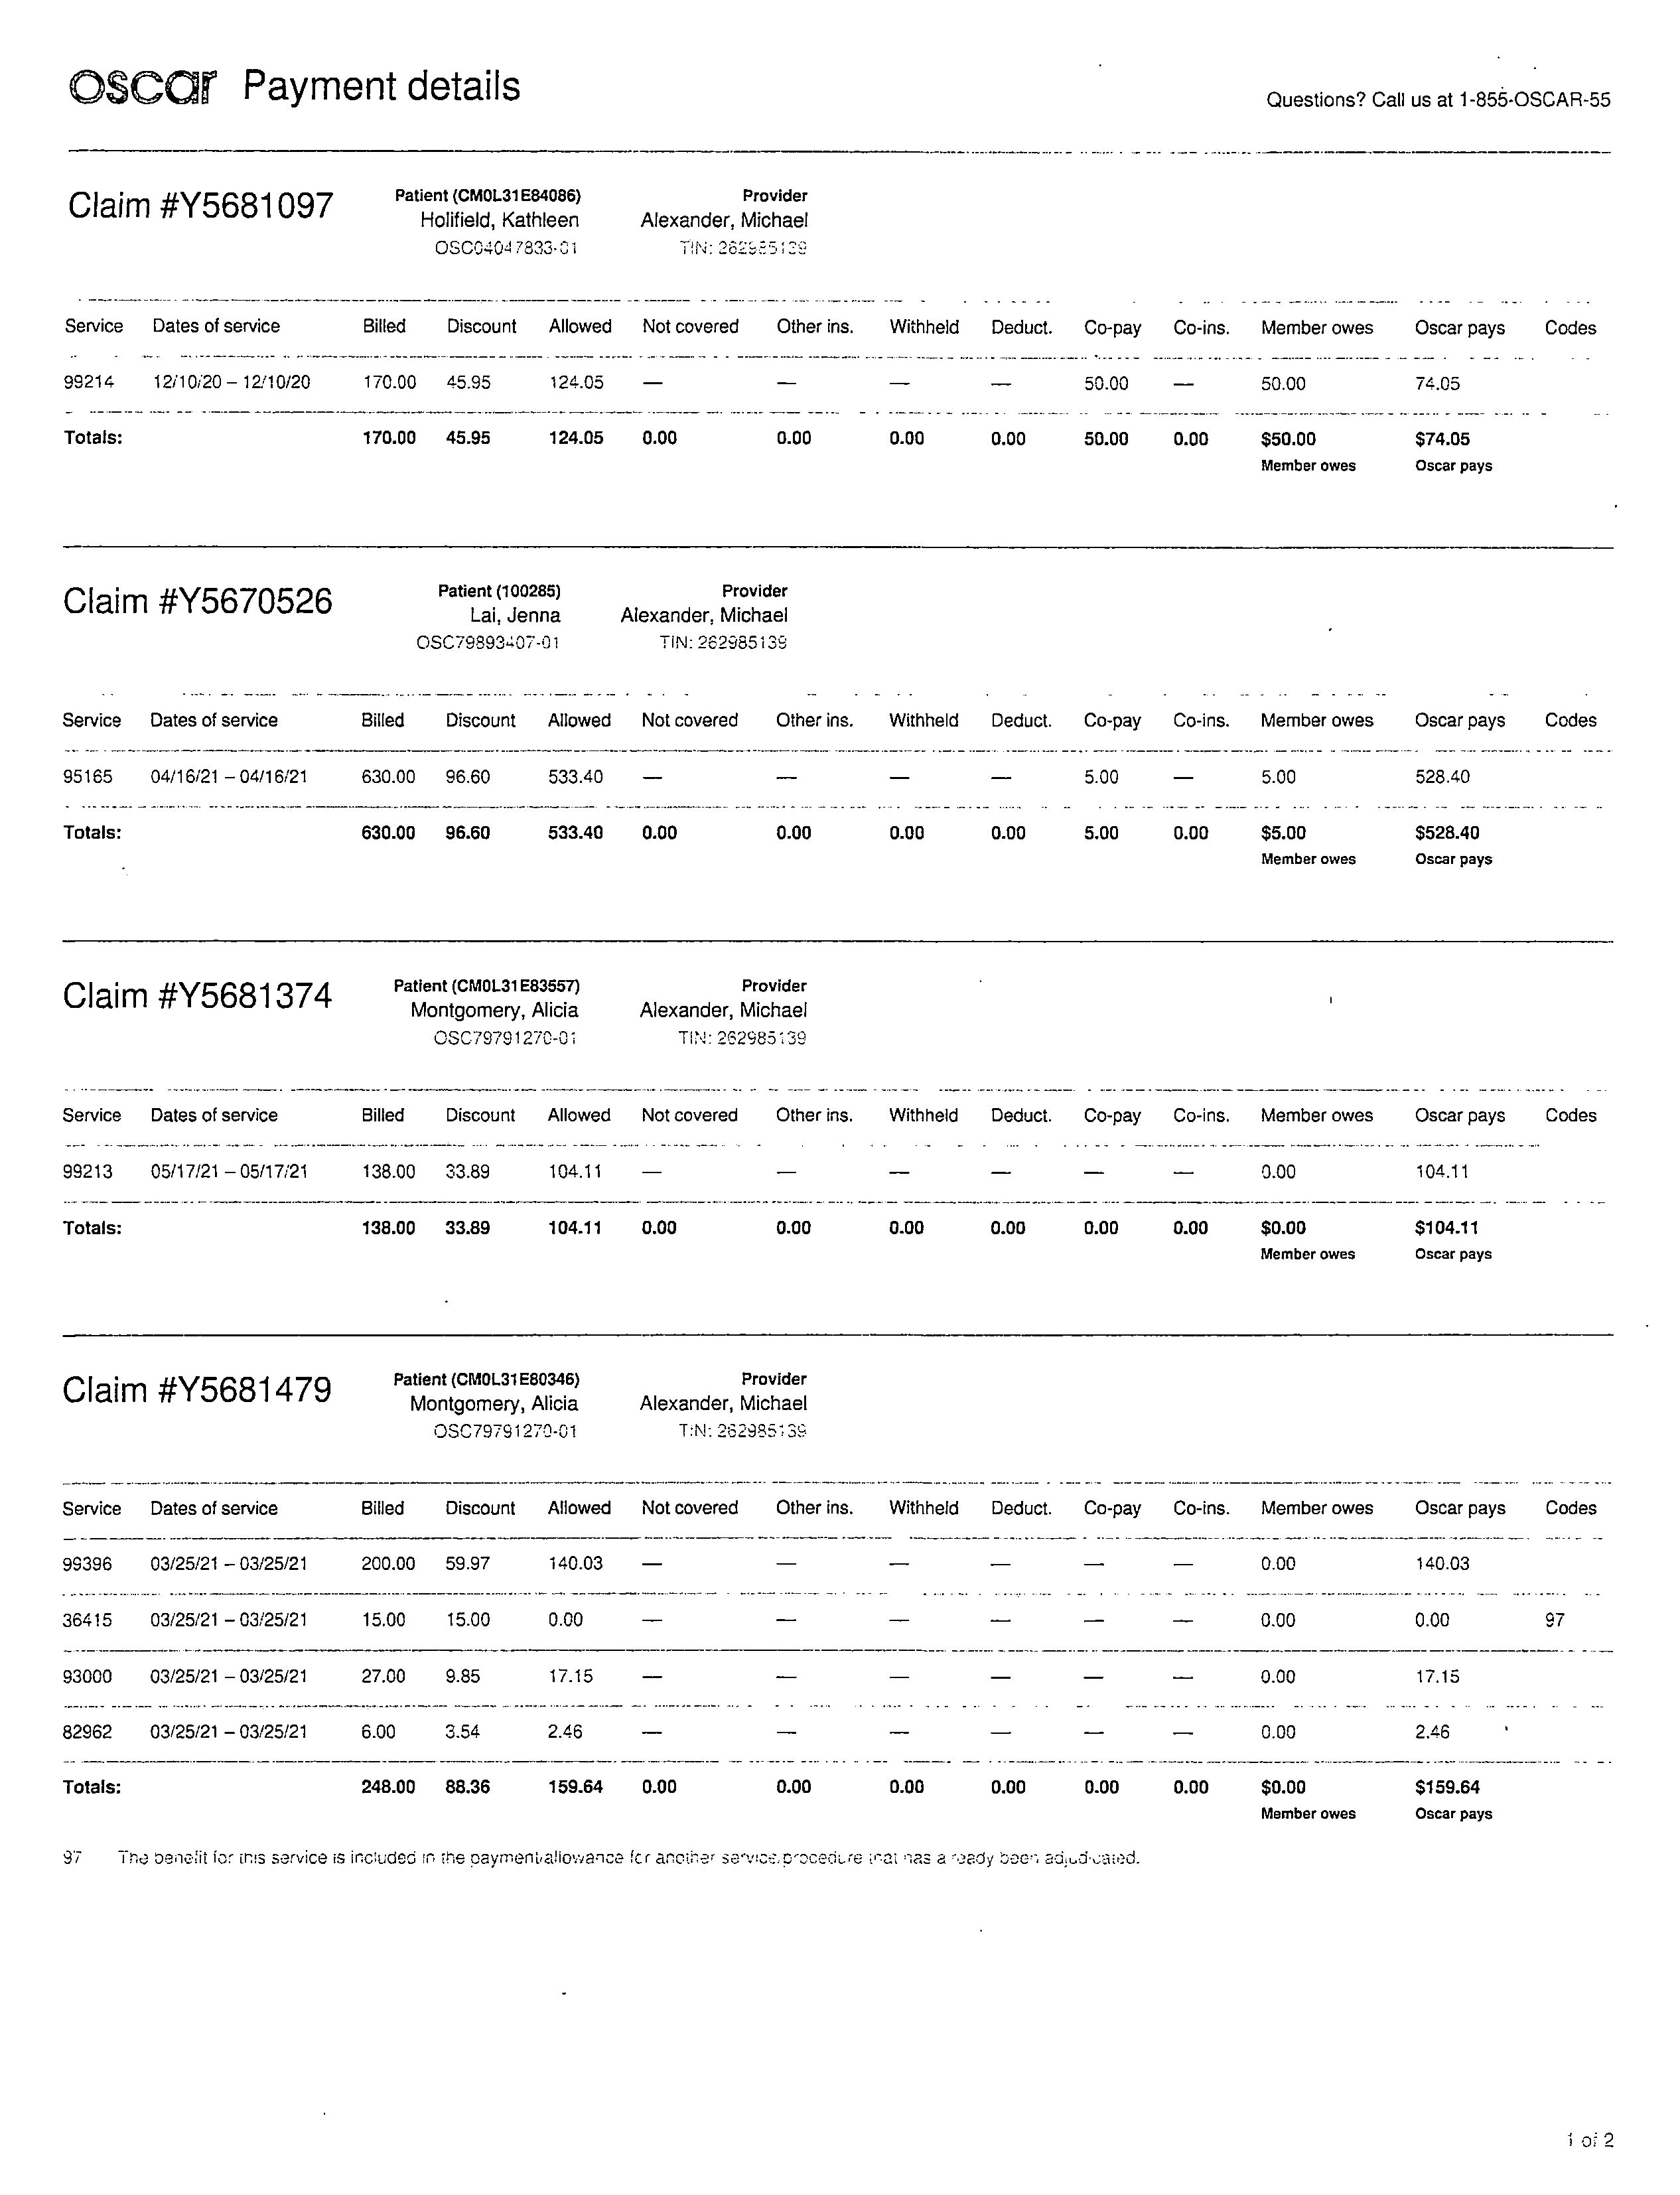 oscar Payment details
Questions? Call us at 1-855-OSCAR-55
Claim #Y5681097
Patient (CM0L31E84086)
Holifield, Kathleen
OSC04047833-01
Provider
Alexander, Michael
TIN: 262985139
Service Dates of service Billed Discount Allowed Not covered Other ins. Withheld Deduct. Co-pay Co-ins. Member owes Oscar pays Codes
99214 12/10/20 – 12/10/20 170.00 45.95 124.05 — — — — 50.00 — 50.00 74.05
Totals: 170.00 45.95 124.05 0.00 0.00 0.00 0.00 50.00 0.00 $50.00 $74.05
Member owes Oscar pays
Claim #Y5670526
Patient (100285)
Lai, Jenna
OSC79893407-01
Provider
Alexander, Michael
TIN: 262985139
Service Dates of service Billed Discount Allowed Not covered Other ins. Withheld Deduct. Co-pay Co-ins. Member owes Oscar pays Codes
95165 04/16/21 – 04/16/21 630.00 96.60 533.40 — — — — 5.00 — 5.00 528.40
Totals: 630.00 96.60 533.40 0.00 0.00 0.00 0.00 5.00 0.00 $5.00 $528.40
Member owes Oscar pays
Claim #Y5681374
Patient (CM0L31E83557)
Montgomery, Alicia
OSC79791270-01
Provider
Alexander, Michael
TIN: 262985139
Service Dates of service Billed Discount Allowed Not covered Other ins. Withheld Deduct. Co-pay Co-ins. Member owes Oscar pays Codes
99213 05/17/21 – 05/17/21 138.00 33.89 104.11 — — — — — — 0.00 104.11
Totals: 138.00 33.89 104.11 0.00 0.00 0.00 0.00 0.00 0.00 $0.00 $104.11
Member owes Oscar pays
Claim #Y5681479
Patient (CM0L31E80346)
Montgomery, Alicia
OSC79791270-01
Provider
Alexander, Michael
TIN: 262985139
Service Dates of service Billed Discount Allowed Not covered Other ins. Withheld Deduct. Co-pay Co-ins. Member owes Oscar pays Codes
99396 03/25/21 – 03/25/21 200.00 59.97 140.03 — — — — — — 0.00 140.03
36415 03/25/21 – 03/25/21 15.00 15.00 0.00 — — — — — — 0.00 0.00 97
93000 03/25/21 – 03/25/21 27.00 9.85 17.15 — — — — — — 0.00 17.15
82962 03/25/21 – 03/25/21 6.00 3.54 2.46 — — — — — — 0.00 2.46
Totals: 248.00 88.36 159.64 0.00 0.00 0.00 0.00 0.00 0.00 $0.00 $159.64
Member owes Oscar pays
97 The benefit for this service is included in the payment/allowance for another service/procedure that has already been adjudicated.
1 of 2